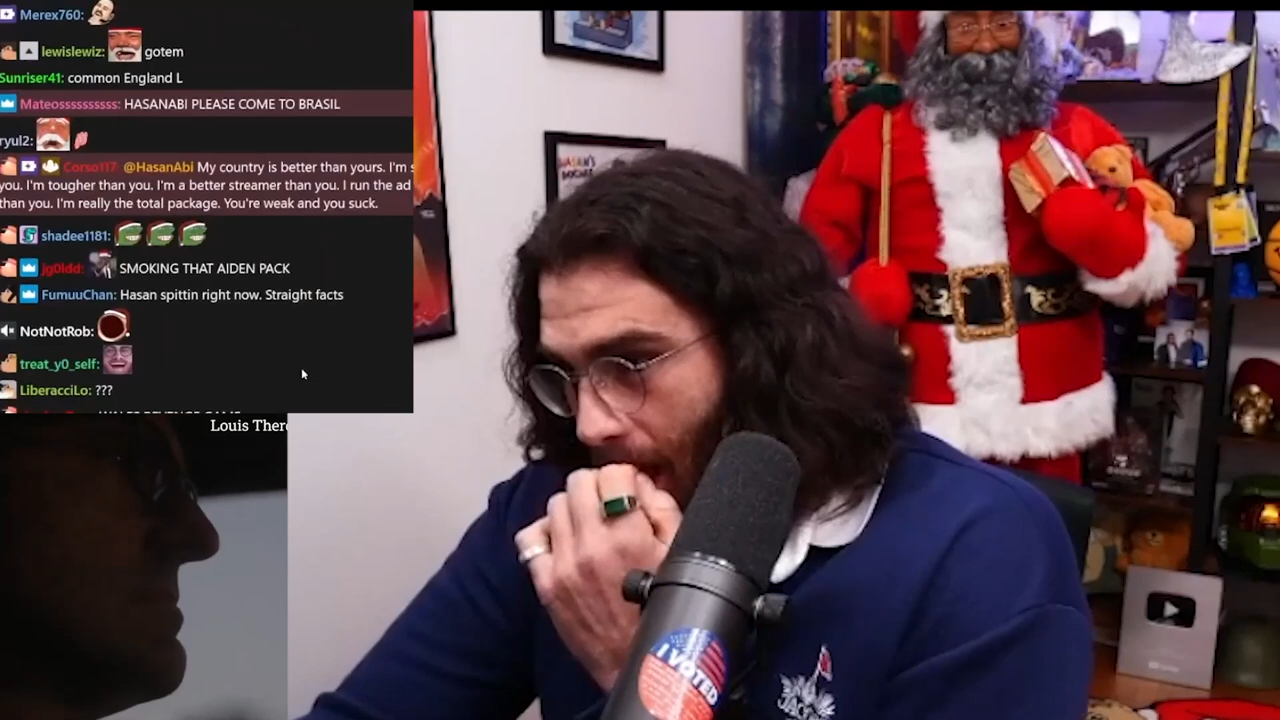 Merex760:
lewislewiz: gotem
Sunriser41: common England L
Mateossssssssss: HASANABI PLEASE COME TO BRASIL
ryul2:
Corso117: @HasanAbi My country is better than yours. I'm s
you. I'm tougher than you. I'm a better streamer than you. I run the ad
than you. I'm really the total package. You're weak and you suck.
shadee1181:
jg0ldd: SMOKING THAT AIDEN PACK
FumuuChan: Hasan spittin right now. Straight facts
NotNotRob:
treat_y0_self:
LiberacciLo: ???
Louis Ther
HASAN'S
I VOTED